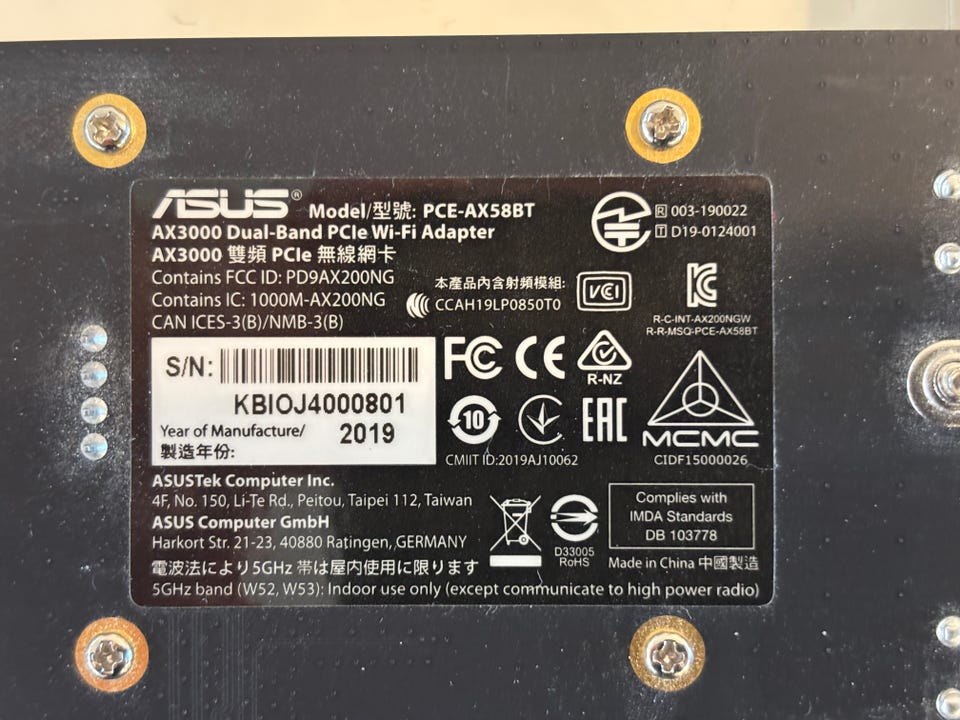 ASUS® Model/型號: PCE-AX58BT
AX3000 Dual-Band PCIe Wi-Fi Adapter
AX3000 雙頻 PCIe 無線網卡
Contains FCC ID: PD9AX200NG
Contains IC: 1000M-AX200NG
CAN ICES-3(B)/NMB-3(B)
R 003-190022
T D19-0124001
本產品內含射頻模組:
CCAH19LP0850T0
VCCI
KC
R-C-INT-AX200NGW
R-R-MSQ-PCE-AX58BT
S/N:
KBIOJ4000801
Year of Manufacture/
製造年份:
2019
FC CE
R-NZ
10
EAC
CMIIT ID:2019AJ10062
MCMC
CIDF15000026
ASUSTek Computer Inc.
4F, No. 150, Li-Te Rd., Peitou, Taipei 112, Taiwan
ASUS Computer GmbH
Harkort Str. 21-23, 40880 Ratingen, GERMANY
D33005
RoHS
Complies with
IMDA Standards
DB 103778
Made in China 中國製造
電波法により5GHz 帯は屋内使用に限ります
5GHz band (W52, W53): Indoor use only (except communicate to high power radio)